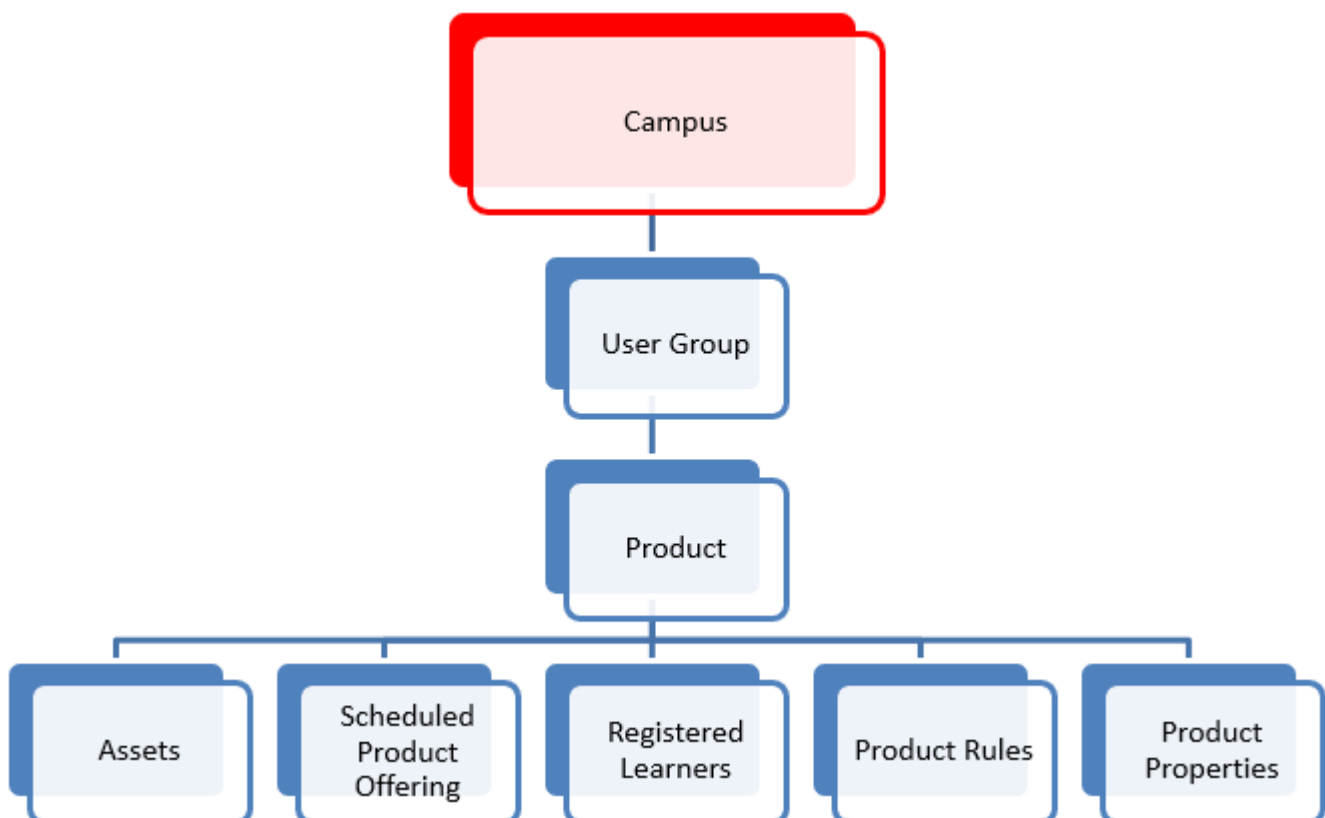 Campus
User Group
Product
Assets
Scheduled
Product
Offering
Registered
Learners
Product Rules
Product
Properties